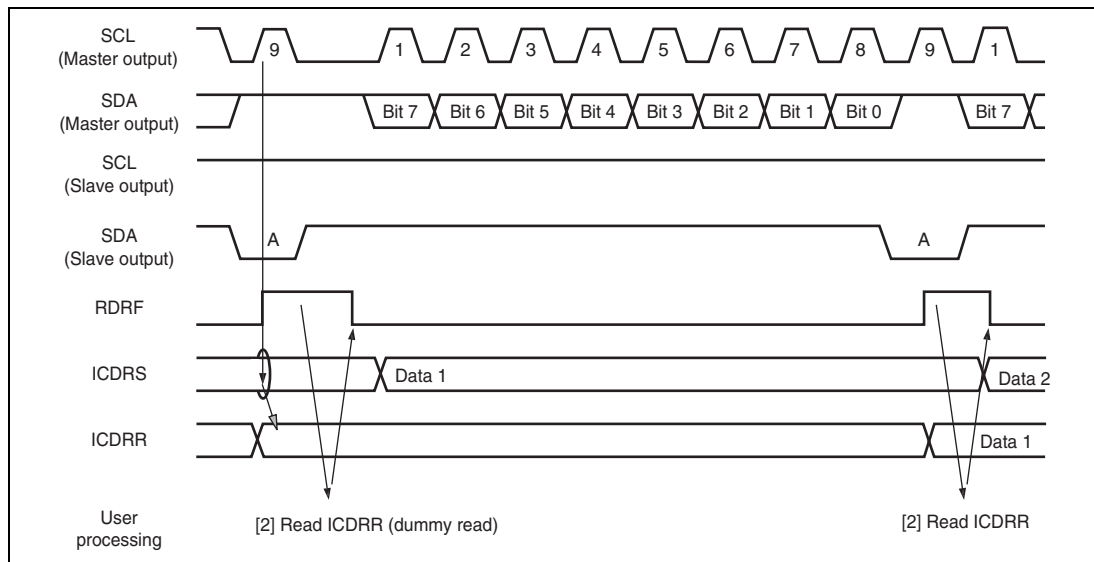 SCL
(Master output)
9 1 2 3 4 5 6 7 8 9 1
SDA
(Master output)
Bit 7 Bit 6 Bit 5 Bit 4 Bit 3 Bit 2 Bit 1 Bit 0 Bit 7
SCL
(Slave output)
SDA
(Slave output)
A A
RDRF
ICDRS
Data 1 Data 2
ICDRR
Data 1
User
processing
[2] Read ICDRR (dummy read) [2] Read ICDRR